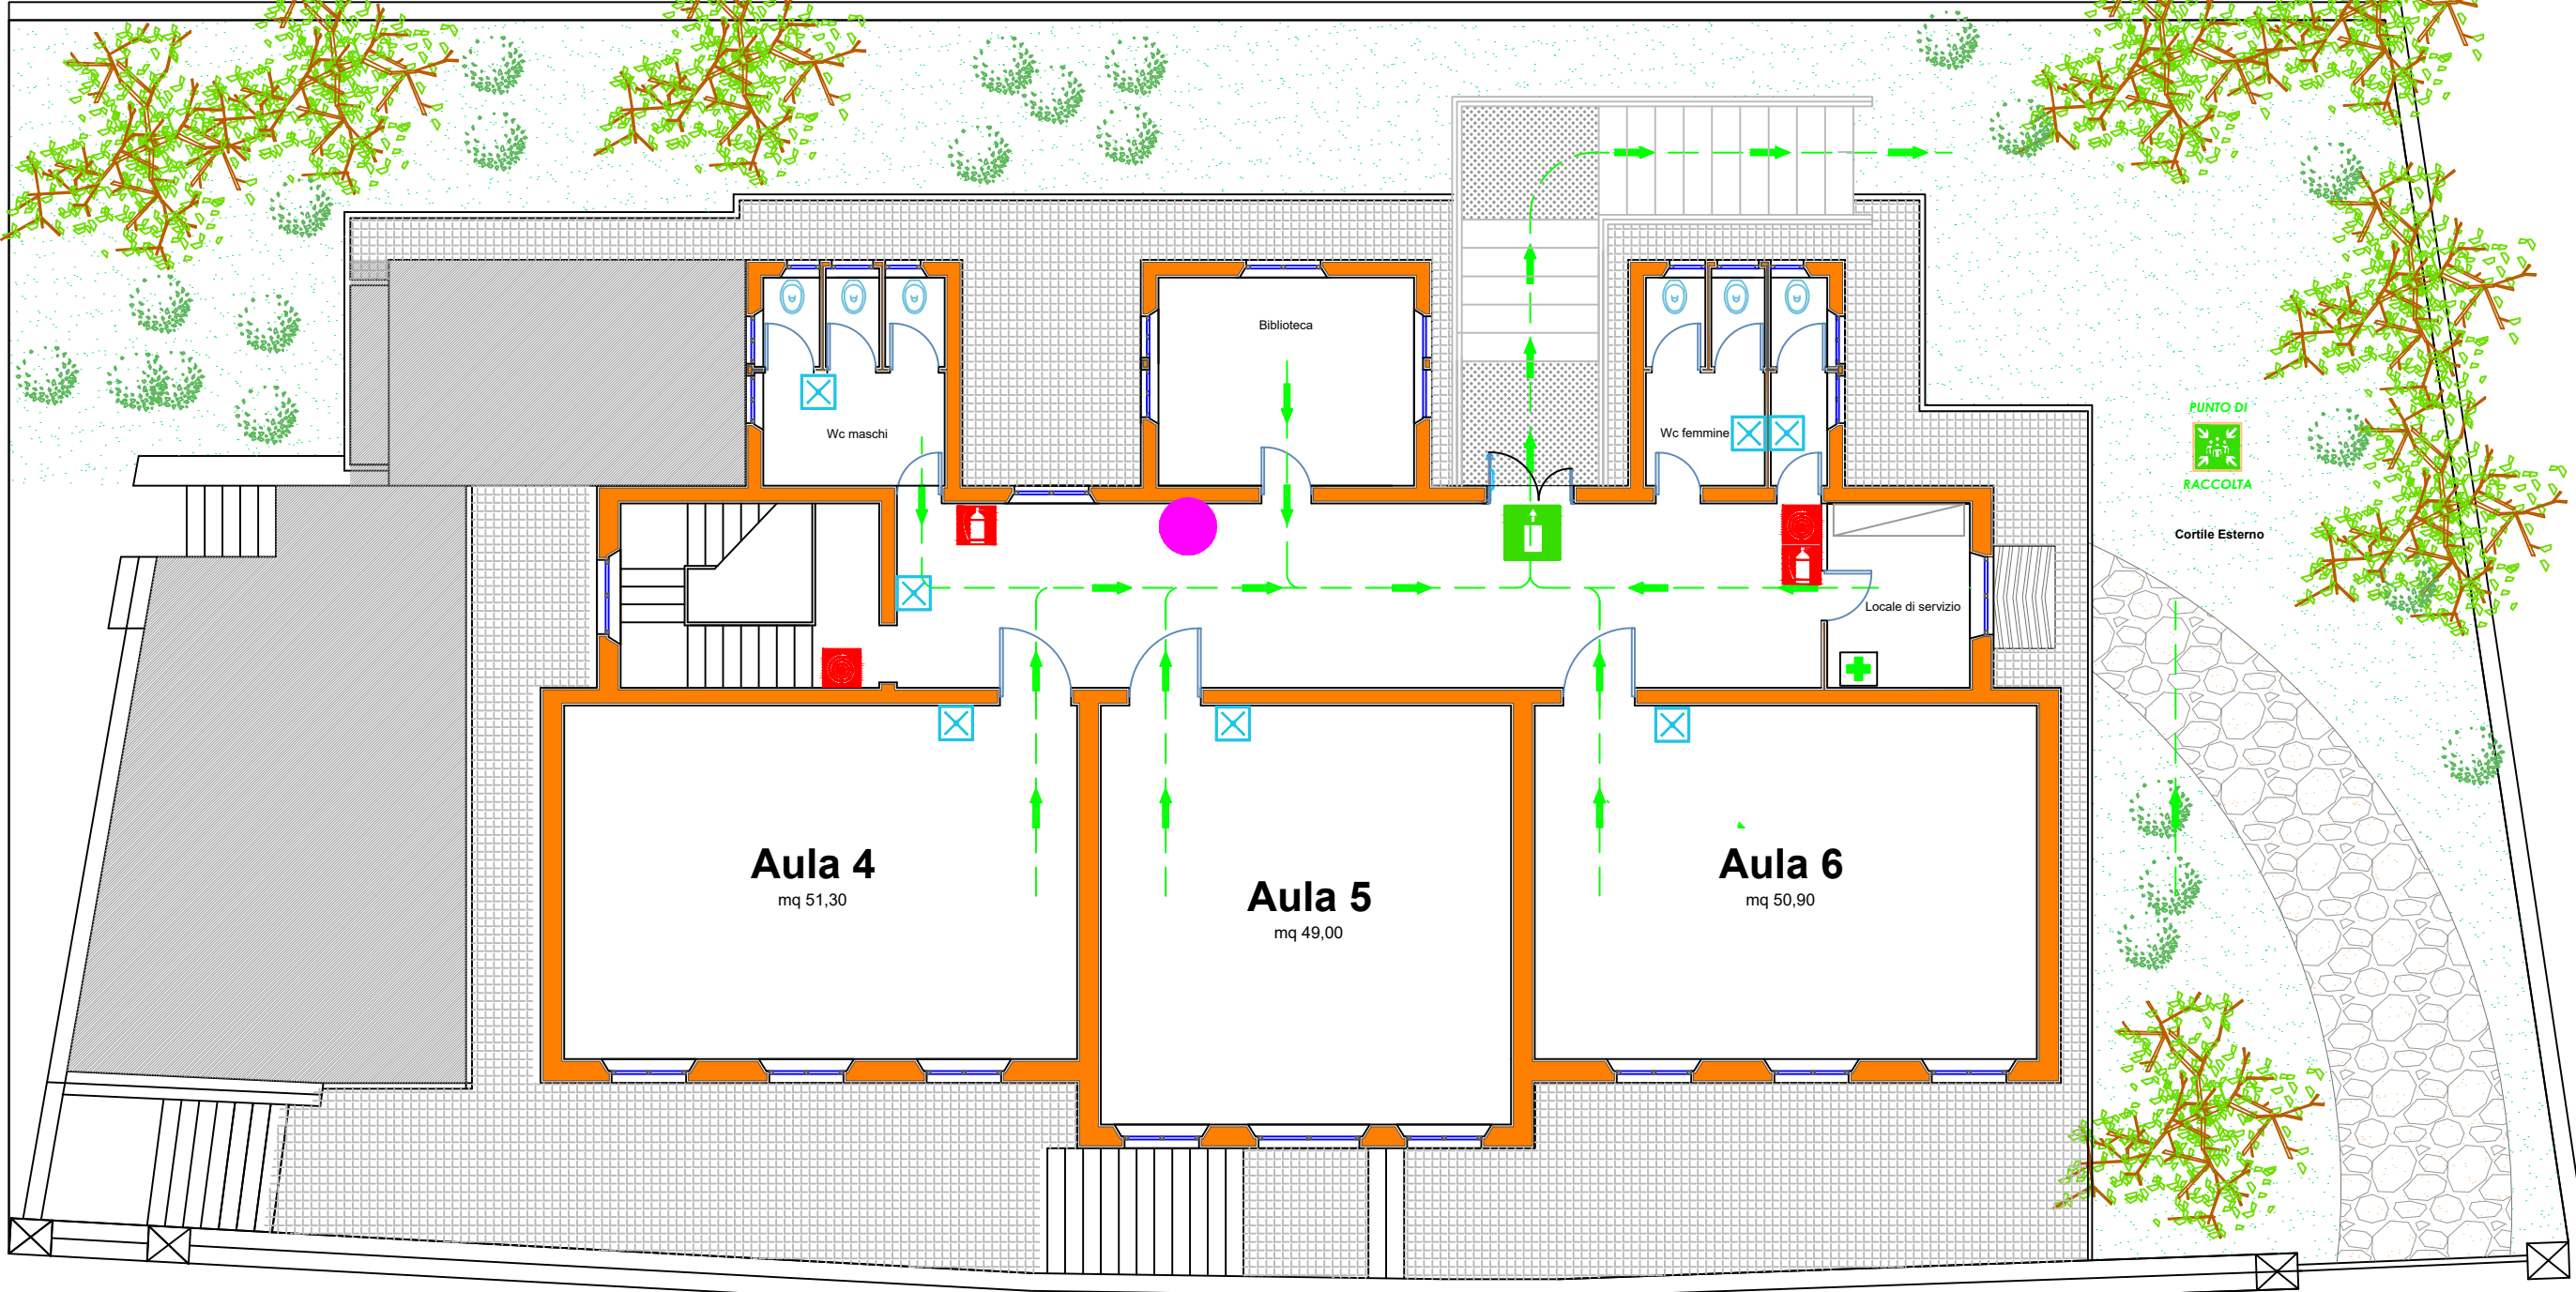 Biblioteca
Wc maschi
Wc femmine
PUNTO DI
RACCOLTA
Cortile Esterno
Locale di servizio
Aula 4
mq 51,30
Aula 5
mq 49,00
Aula 6
mq 50,90